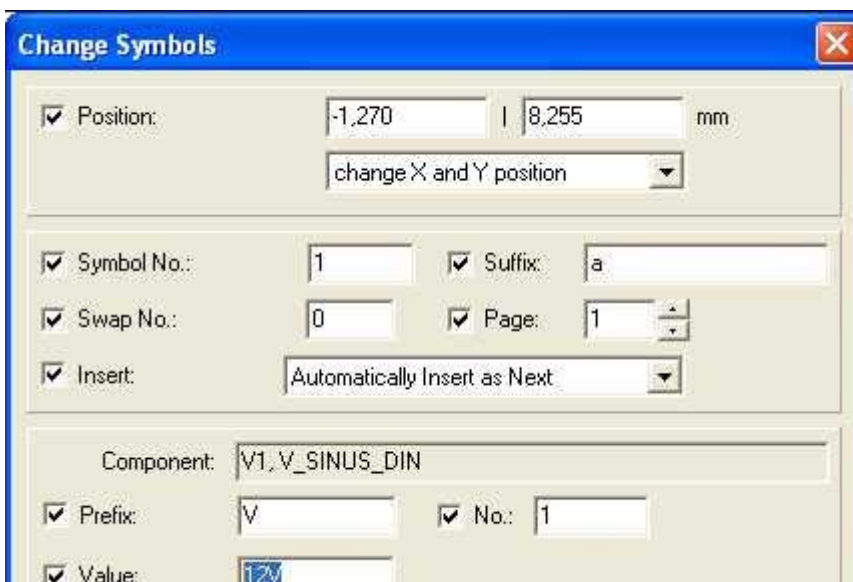 Change Symbols
Position: -1,270 | 8,255 mm
change X and Y position
Symbol No.: 1 Suffix: a
Swap No.: 0 Page: 1
Insert: Automatically Insert as Next
Component: V1, V_SINUS_DIN
Prefix: V No.: 1
Value: 12V